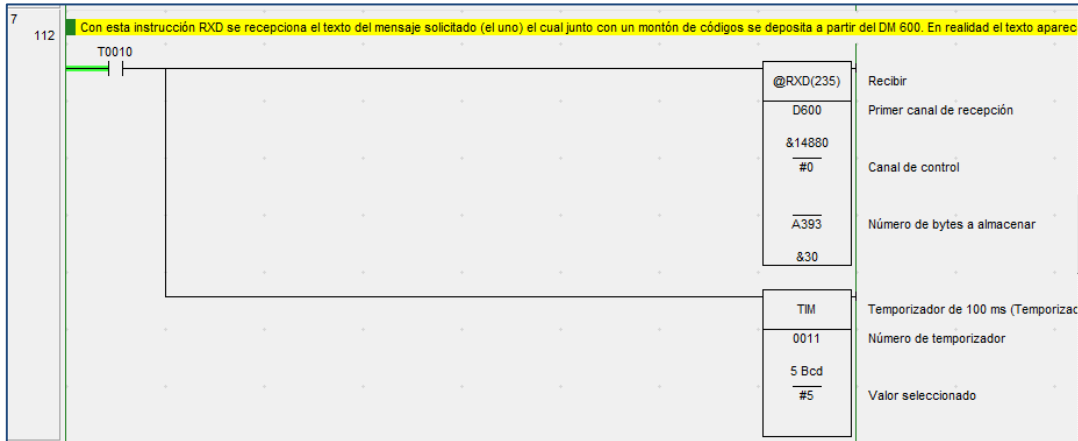 7
112
Con esta instrucción RXD se recepciona el texto del mensaje solicitado (el uno) el cual junto con un montón de códigos se deposita a partir del DM 600. En realidad el texto aparec
T0010
@RXD(235) Recibir
D600 Primer canal de recepción
&14880
#0 Canal de control
A393 Número de bytes a almacenar
&30
TIM Temporizador de 100 ms (Temporizad
0011 Número de temporizador
5 Bcd
#5 Valor seleccionado